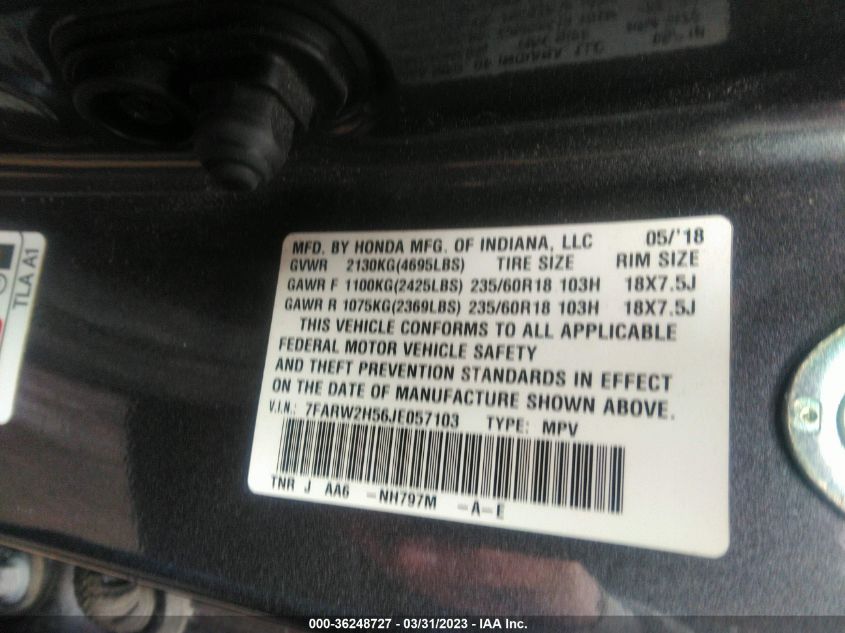 MFD. BY HONDA MFG. OF INDIANA, LLC 05/'18
GVWR 2130KG(4695LBS) TIRE SIZE RIM SIZE
GAWR F 1100KG(2425LBS) 235/60R18 103H 18X7.5J
GAWR R 1075KG(2369LBS) 235/60R18 103H 18X7.5J
THIS VEHICLE CONFORMS TO ALL APPLICABLE
FEDERAL MOTOR VEHICLE SAFETY
AND THEFT PREVENTION STANDARDS IN EFFECT
ON THE DATE OF MANUFACTURE SHOWN ABOVE.
V.I.N.: 7FARW2H56JE057103 TYPE: MPV
TNR J AA6 -NH797M -A-E
TLA A1
000-36248727 - 03/31/2023 - IAA Inc.